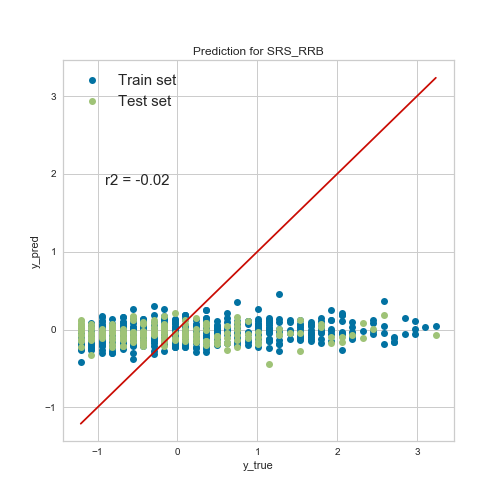 Prediction for SRS_RRB
Train set
Test set
r2 = -0.02
3
2
1
0
−1
y_pred
−1
0
1
2
3
y_true